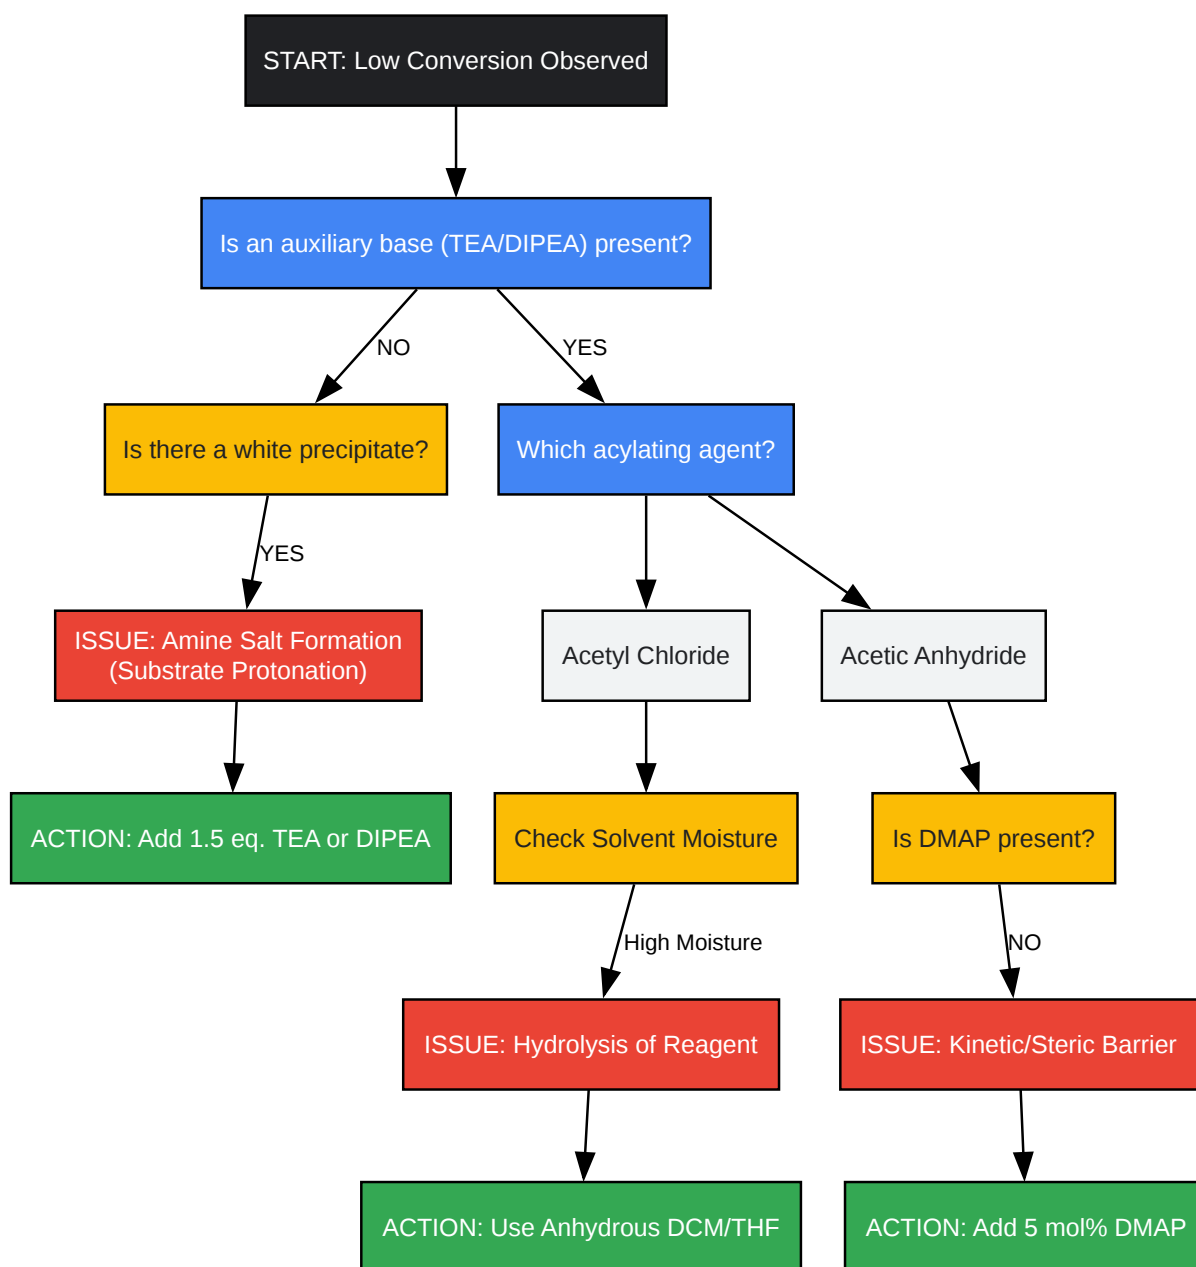 START: Low Conversion Observed
Is an auxiliary base (TEA/DIPEA) present?
NO
YES
Is there a white precipitate?
Which acylating agent?
YES
ISSUE: Amine Salt Formation
(Substrate Protonation)
Acetyl Chloride
Acetic Anhydride
ACTION: Add 1.5 eq. TEA or DIPEA
Check Solvent Moisture
Is DMAP present?
High Moisture
NO
ISSUE: Hydrolysis of Reagent
ISSUE: Kinetic/Steric Barrier
ACTION: Use Anhydrous DCM/THF
ACTION: Add 5 mol% DMAP